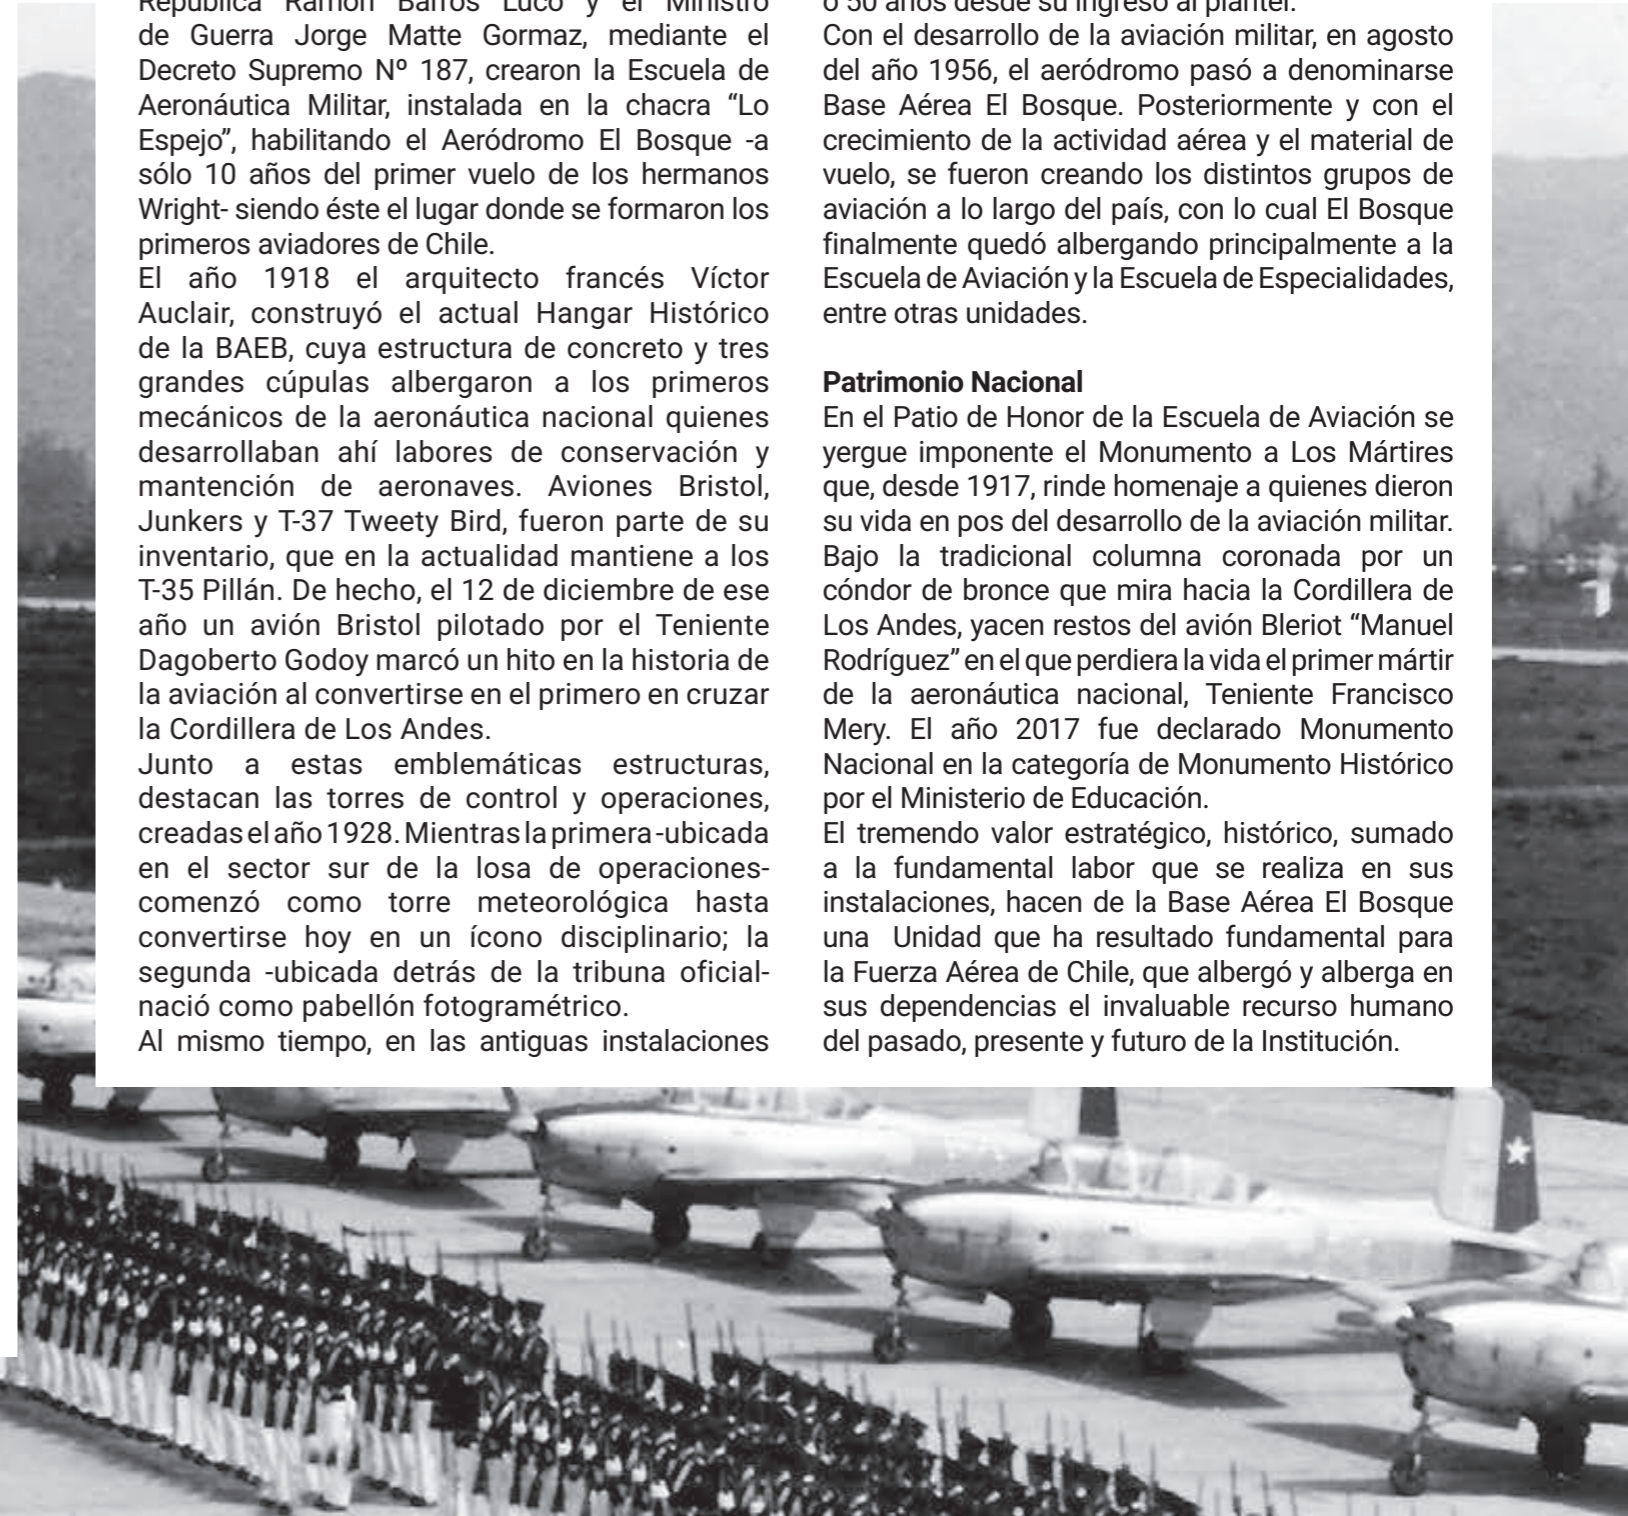 República Ramón Barros Luco y el Ministro
de Guerra Jorge Matte Gormaz, mediante el
Decreto Supremo Nº 187, crearon la Escuela de
Aeronáutica Militar, instalada en la chacra “Lo
Espejo”, habilitando el Aeródromo El Bosque -a
sólo 10 años del primer vuelo de los hermanos
Wright- siendo éste el lugar donde se formaron los
primeros aviadores de Chile.
El año 1918 el arquitecto francés Víctor
Auclair, construyó el actual Hangar Histórico
de la BAEB, cuya estructura de concreto y tres
grandes cúpulas albergaron a los primeros
mecánicos de la aeronáutica nacional quienes
desarrollaban ahí labores de conservación y
mantención de aeronaves. Aviones Bristol,
Junkers y T-37 Tweety Bird, fueron parte de su
inventario, que en la actualidad mantiene a los
T-35 Pillán. De hecho, el 12 de diciembre de ese
año un avión Bristol pilotado por el Teniente
Dagoberto Godoy marcó un hito en la historia de
la aviación al convertirse en el primero en cruzar
la Cordillera de Los Andes.
Junto a estas emblemáticas estructuras,
destacan las torres de control y operaciones,
creadas el año 1928. Mientras la primera -ubicada
en el sector sur de la losa de operaciones-
comenzó como torre meteorológica hasta
convertirse hoy en un ícono disciplinario; la
segunda -ubicada detrás de la tribuna oficial-
nació como pabellón fotogramétrico.
Al mismo tiempo, en las antiguas instalaciones
o 50 años desde su ingreso al plantel.
Con el desarrollo de la aviación militar, en agosto
del año 1956, el aeródromo pasó a denominarse
Base Aérea El Bosque. Posteriormente y con el
crecimiento de la actividad aérea y el material de
vuelo, se fueron creando los distintos grupos de
aviación a lo largo del país, con lo cual El Bosque
finalmente quedó albergando principalmente a la
Escuela de Aviación y la Escuela de Especialidades,
entre otras unidades.
Patrimonio Nacional
En el Patio de Honor de la Escuela de Aviación se
yergue imponente el Monumento a Los Mártires
que, desde 1917, rinde homenaje a quienes dieron
su vida en pos del desarrollo de la aviación militar.
Bajo la tradicional columna coronada por un
cóndor de bronce que mira hacia la Cordillera de
Los Andes, yacen restos del avión Bleriot “Manuel
Rodríguez” en el que perdiera la vida el primer mártir
de la aeronáutica nacional, Teniente Francisco
Mery. El año 2017 fue declarado Monumento
Nacional en la categoría de Monumento Histórico
por el Ministerio de Educación.
El tremendo valor estratégico, histórico, sumado
a la fundamental labor que se realiza en sus
instalaciones, hacen de la Base Aérea El Bosque
una Unidad que ha resultado fundamental para
la Fuerza Aérea de Chile, que albergó y alberga en
sus dependencias el invaluable recurso humano
del pasado, presente y futuro de la Institución.